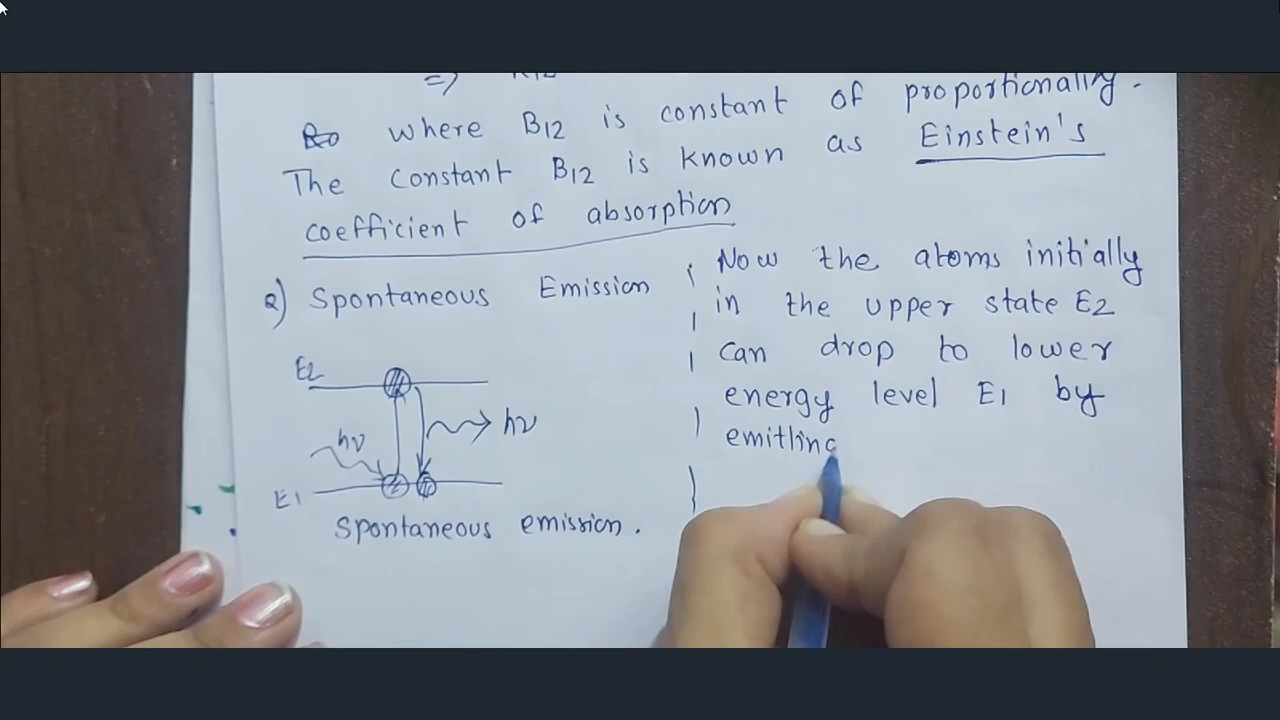 =>
where B12 is constant of proportionality.
The constant B12 is known as Einstein's
coefficient of absorption
2) Spontaneous Emission
E2
hν
hν
E1
Spontaneous emission.
Now the atoms initially
in the upper state E2
can drop to lower
energy level E1 by
emitting